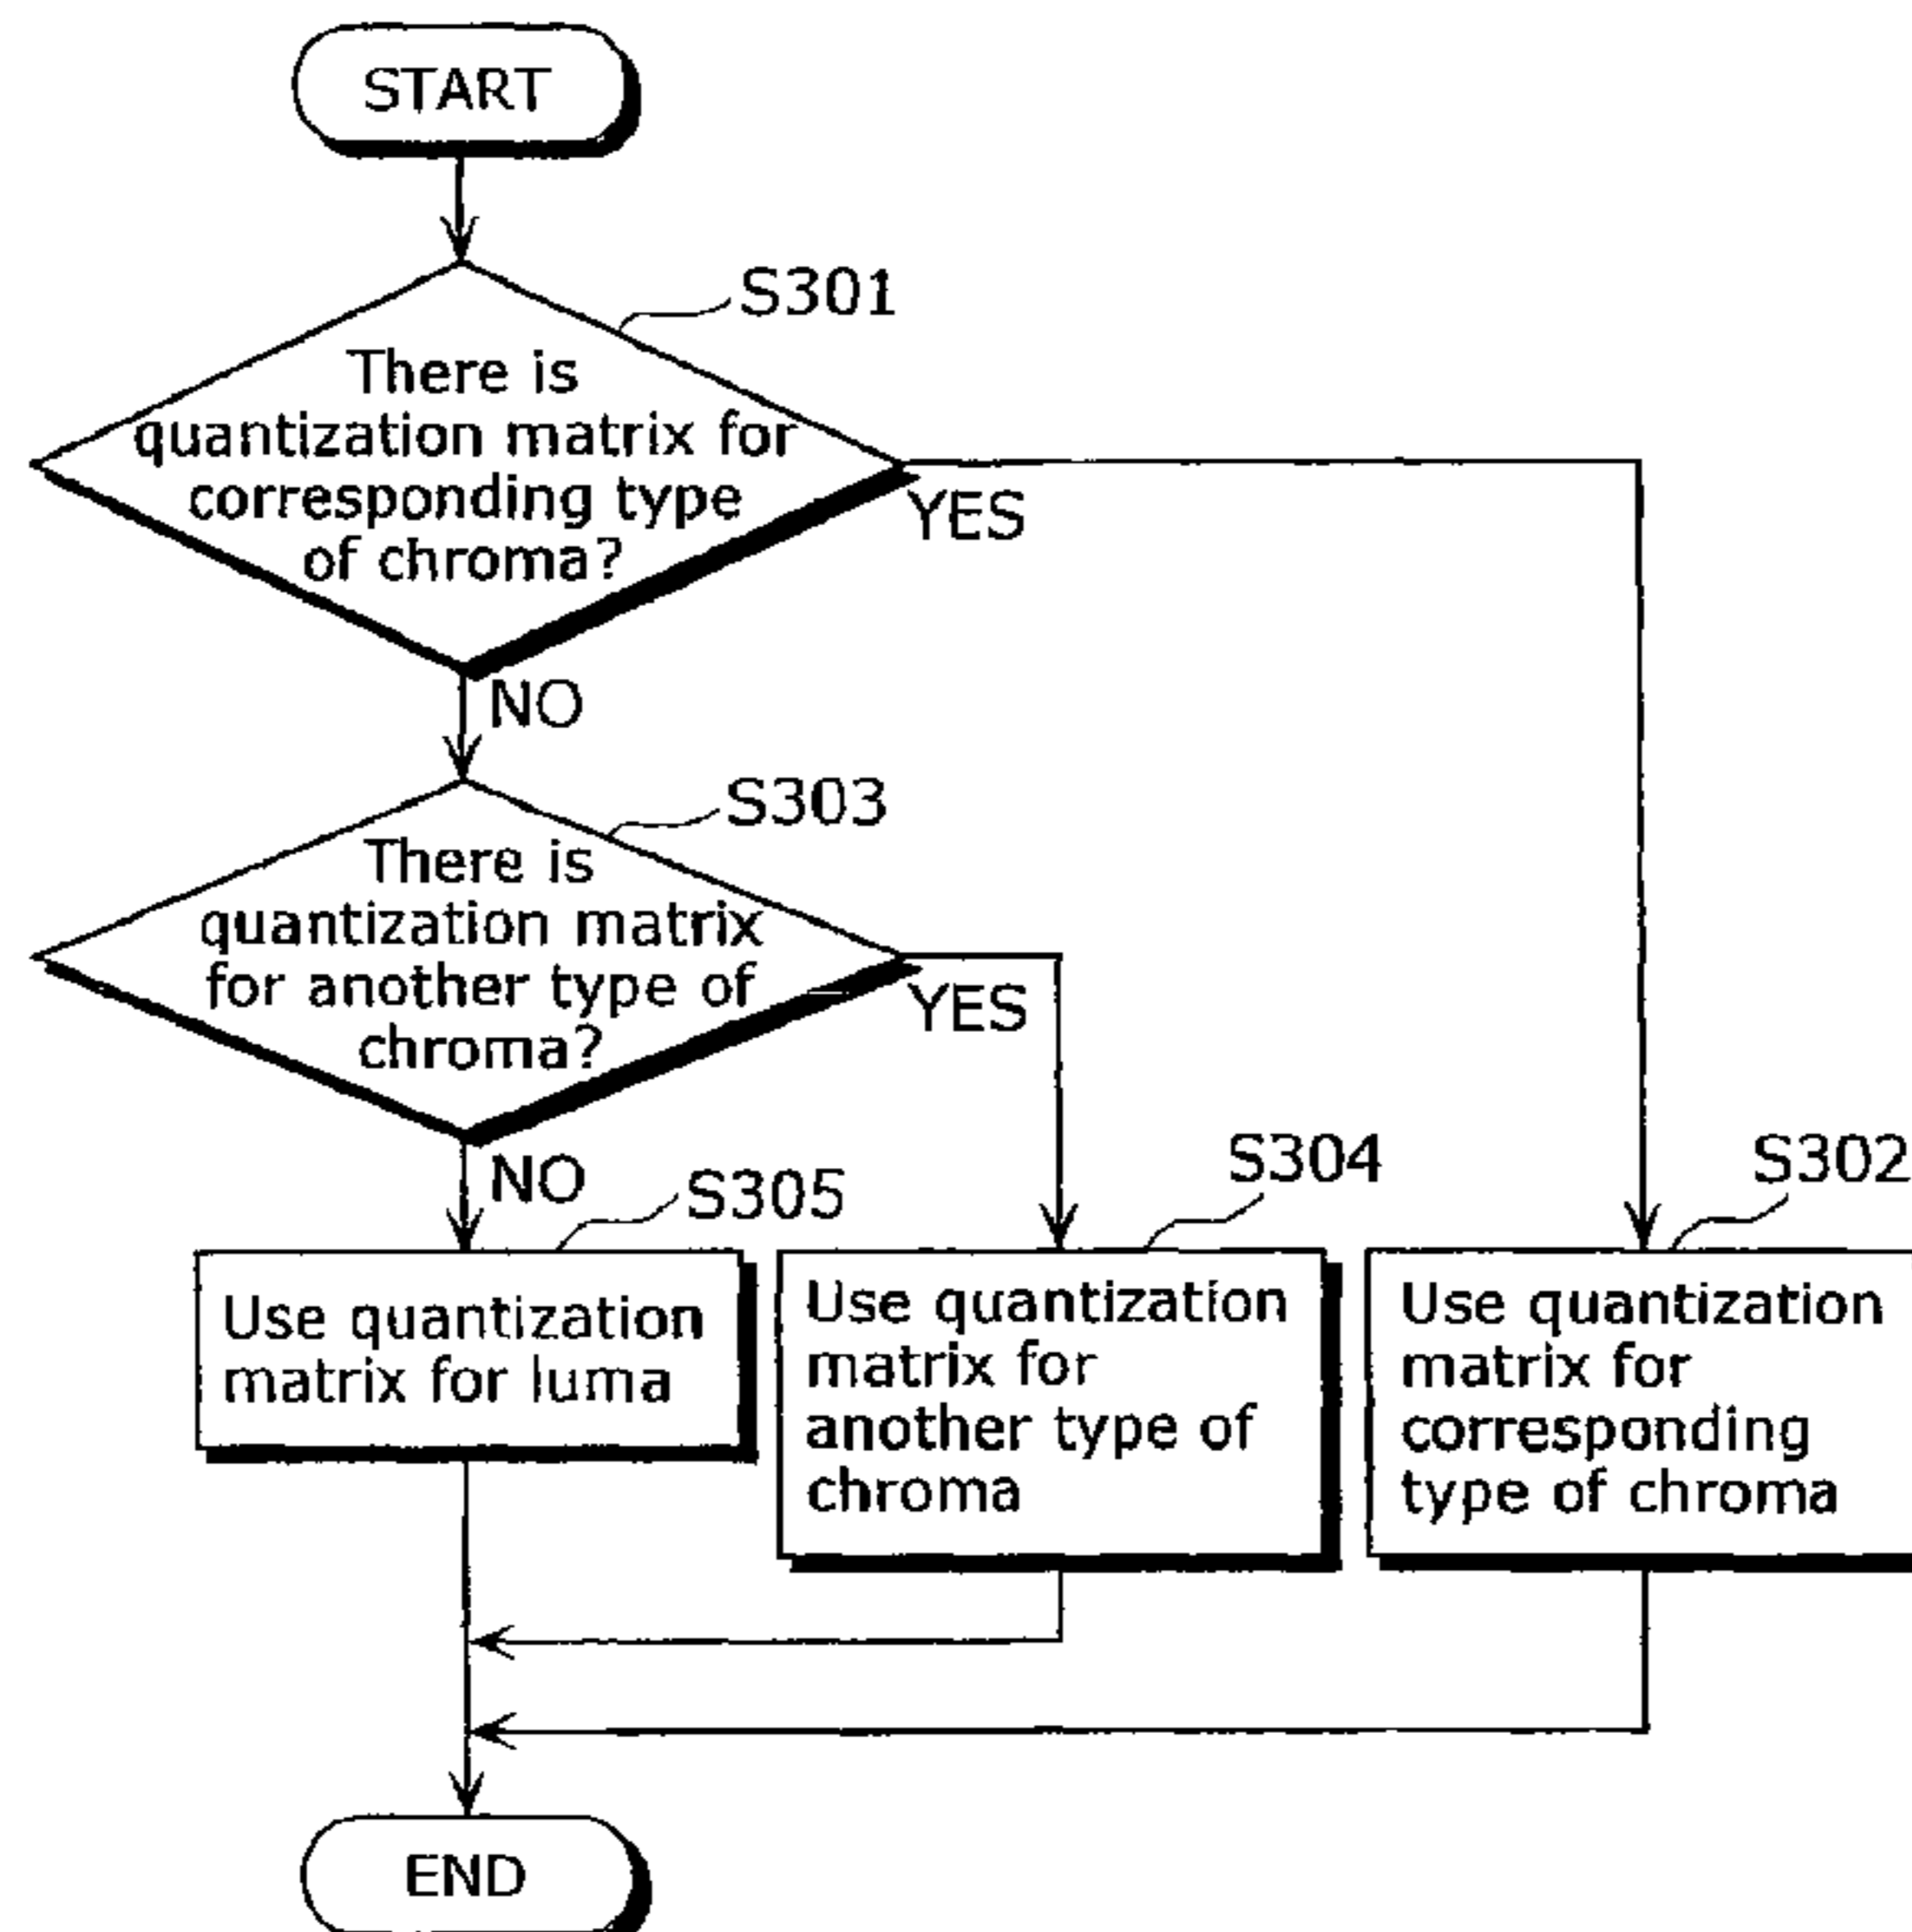 START
S301
There is
quantization matrix for
corresponding type
of chroma?
YES
NO
S303
There is
quantization matrix
for another type of
chroma?
YES
NO
S305
S304
S302
Use quantization
matrix for luma
Use quantization
matrix for
another type of
chroma
Use quantization
matrix for
corresponding
type of chroma
END